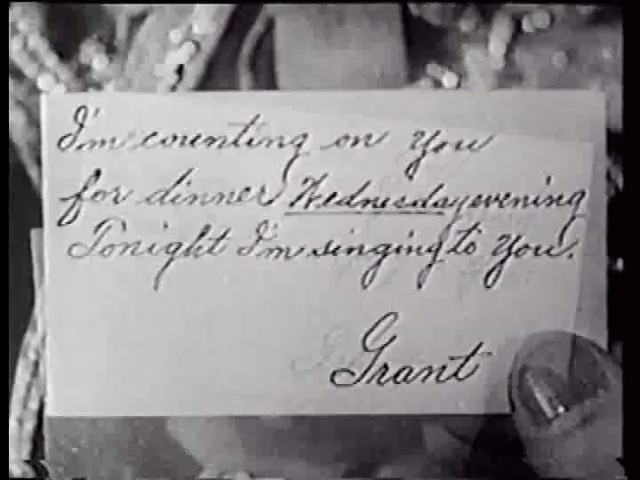 I'm counting on You
for dinner Wednesday evening
Tonight I'm singing to You.
Grant